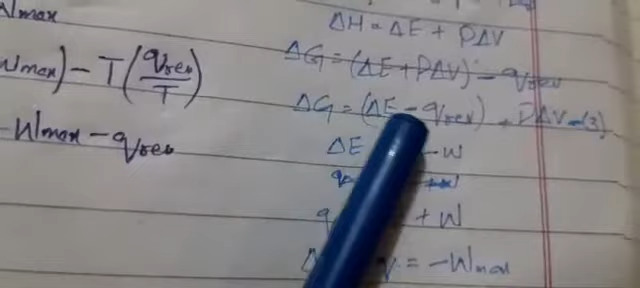 Wmax
Wmax) - T(qrev/T)
-Wmax - qrev
ΔH = ΔE + PΔV
ΔG = (ΔE + PΔV) - qrev
ΔG = (ΔE - qrev) + PΔV -(3)
ΔE - W
q + W
= -Wmax